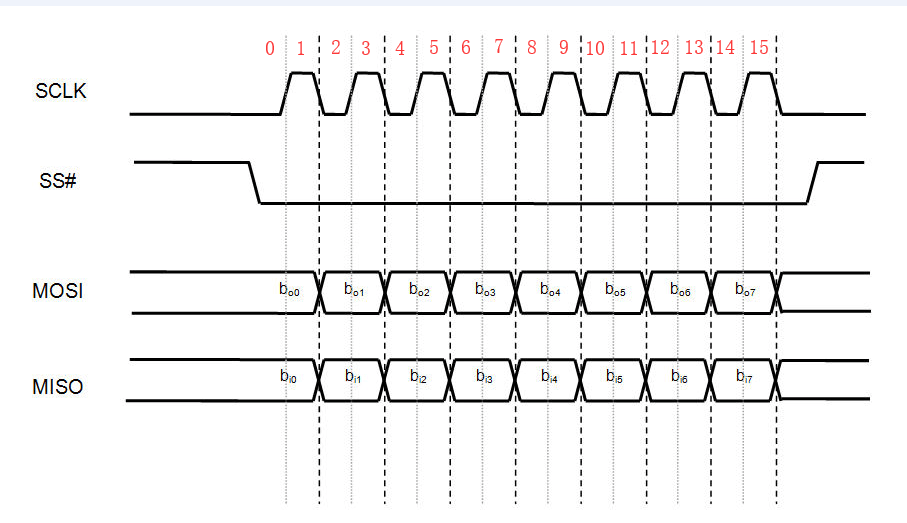 0 1 2 3 4 5 6 7 8 9 10 11 12 13 14 15
SCLK
SS#
MOSI bo0 bo1 bo2 bo3 bo4 bo5 bo6 bo7
MISO bi0 bi1 bi2 bi3 bi4 bi5 bi6 bi7